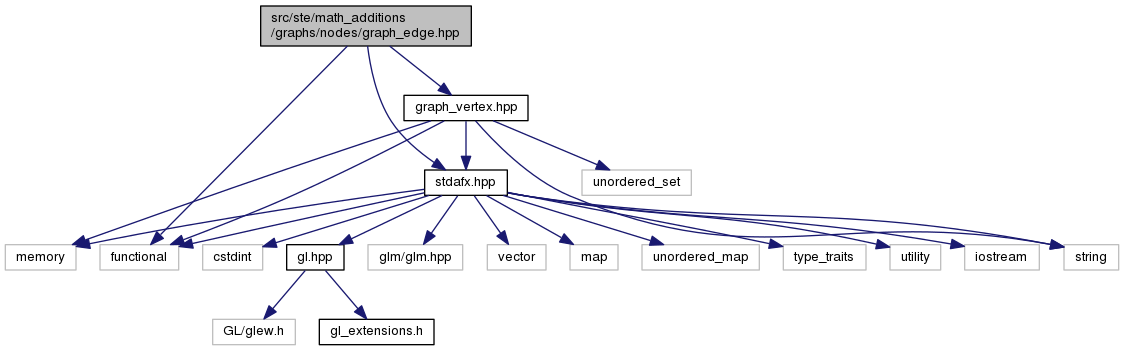 src/ste/math_additions
/graphs/nodes/graph_edge.hpp
graph_vertex.hpp
stdafx.hpp
unordered_set
memory
functional
cstdint
gl.hpp
glm/glm.hpp
vector
map
unordered_map
type_traits
utility
iostream
string
GL/glew.h
gl_extensions.h